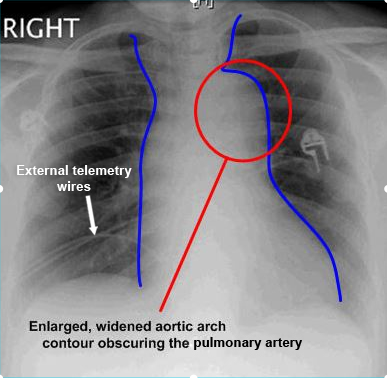 [H]
RIGHT
External telemetry
wires
Enlarged, widened aortic arch
contour obscuring the pulmonary artery